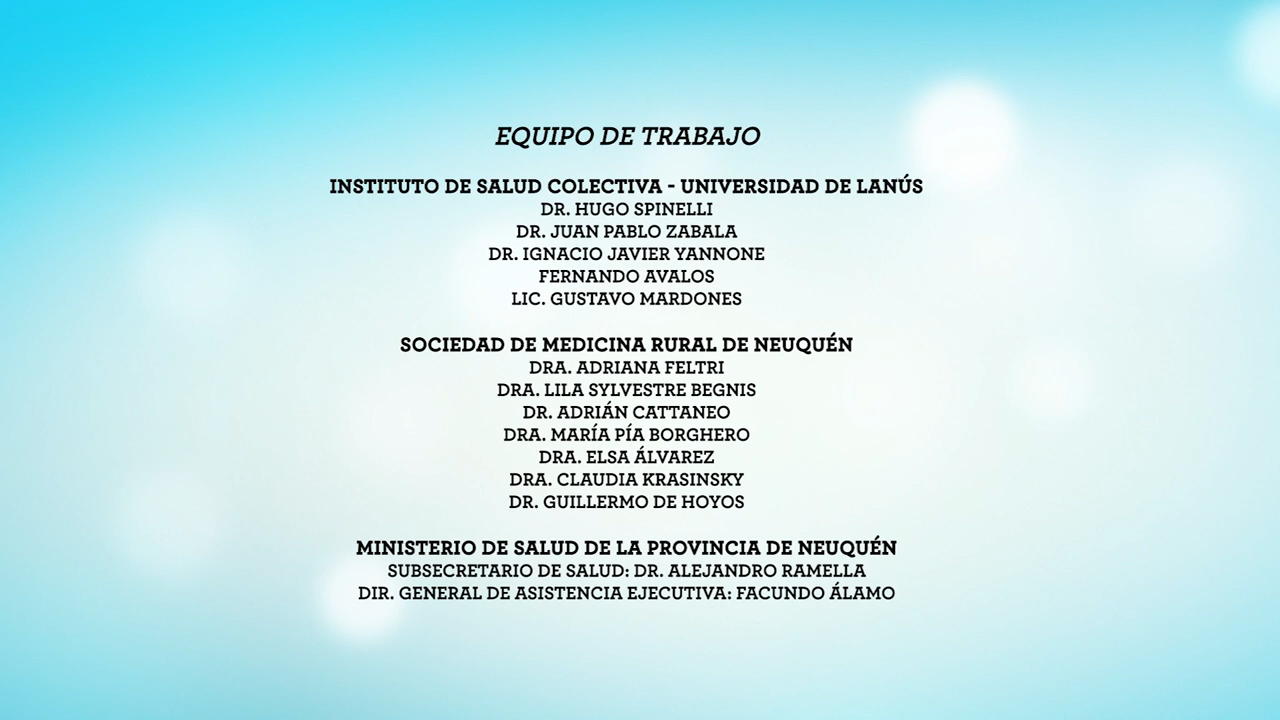 EQUIPO DE TRABAJO
INSTITUTO DE SALUD COLECTIVA - UNIVERSIDAD DE LANÚS
DR. HUGO SPINELLI
DR. JUAN PABLO ZABALA
DR. IGNACIO JAVIER YANNONE
FERNANDO AVALOS
LIC. GUSTAVO MARDONES
SOCIEDAD DE MEDICINA RURAL DE NEUQUÉN
DRA. ADRIANA FELTRI
DRA. LILA SYLVESTRE BEGNIS
DR. ADRIÁN CATTANEO
DRA. MARÍA PÍA BORGHERO
DRA. ELSA ÁLVAREZ
DRA. CLAUDIA KRASINSKY
DR. GUILLERMO DE HOYOS
MINISTERIO DE SALUD DE LA PROVINCIA DE NEUQUÉN
SUBSECRETARIO DE SALUD: DR. ALEJANDRO RAMELLA
DIR. GENERAL DE ASISTENCIA EJECUTIVA: FACUNDO ÁLAMO